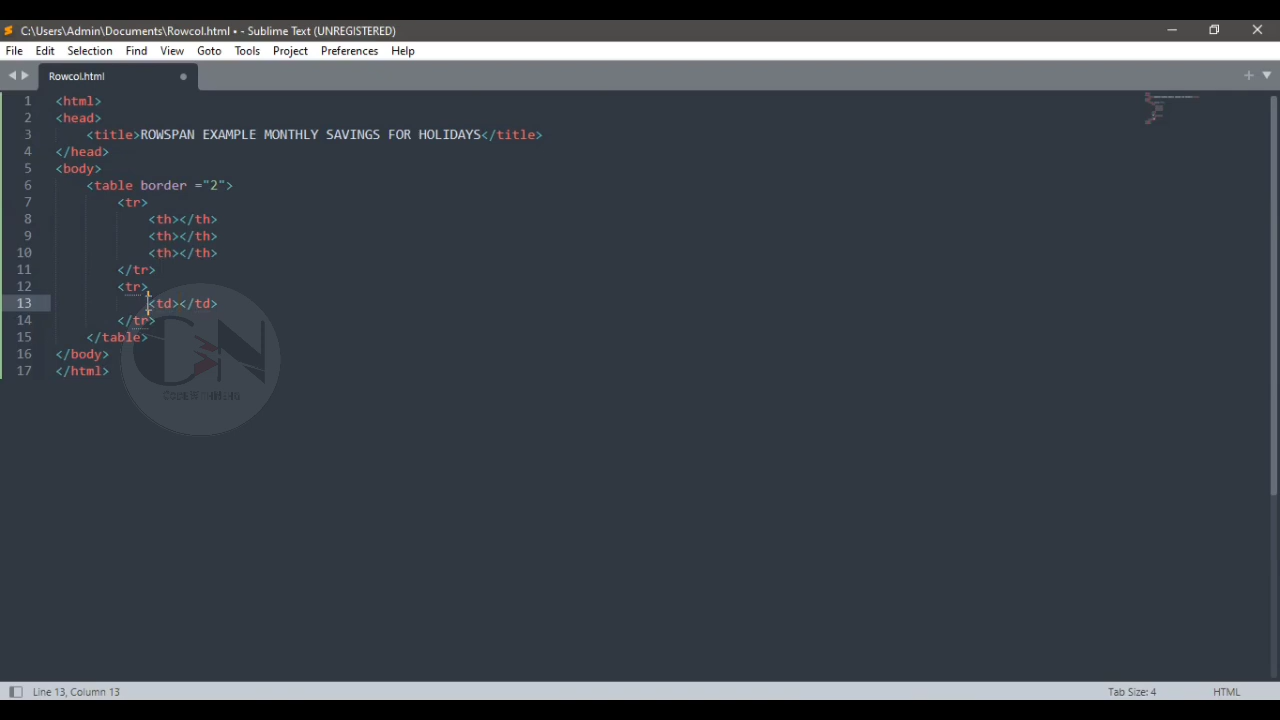 C:\Users\Admin\Documents\Rowcol.html • - Sublime Text (UNREGISTERED)
File Edit Selection Find View Goto Tools Project Preferences Help
Rowcol.html
1 <html>
2 <head>
3 <title>ROWSPAN EXAMPLE MONTHLY SAVINGS FOR HOLIDAYS</title>
4 </head>
5 <body>
6 <table border ="2">
7 <tr>
8 <th></th>
9 <th></th>
10 <th></th>
11 </tr>
12 <tr>
13 <td></td>
14 </tr>
15 </table>
16 </body>
17 </html>
Line 13, Column 13
Tab Size: 4
HTML